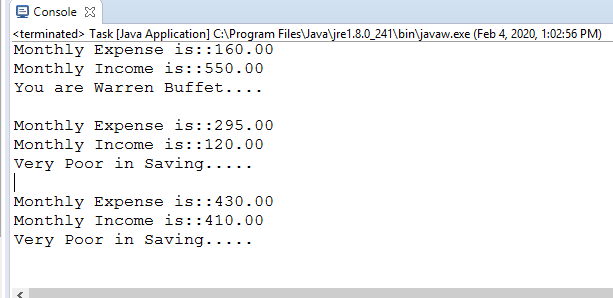 Console
<terminated> Task [Java Application] C:\Program Files\Java\jre1.8.0_241\bin\javaw.exe (Feb 4, 2020, 1:02:56 PM)
Monthly Expense is::160.00
Monthly Income is::550.00
You are Warren Buffet....
Monthly Expense is::295.00
Monthly Income is::120.00
Very Poor in Saving.....
Monthly Expense is::430.00
Monthly Income is::410.00
Very Poor in Saving.....